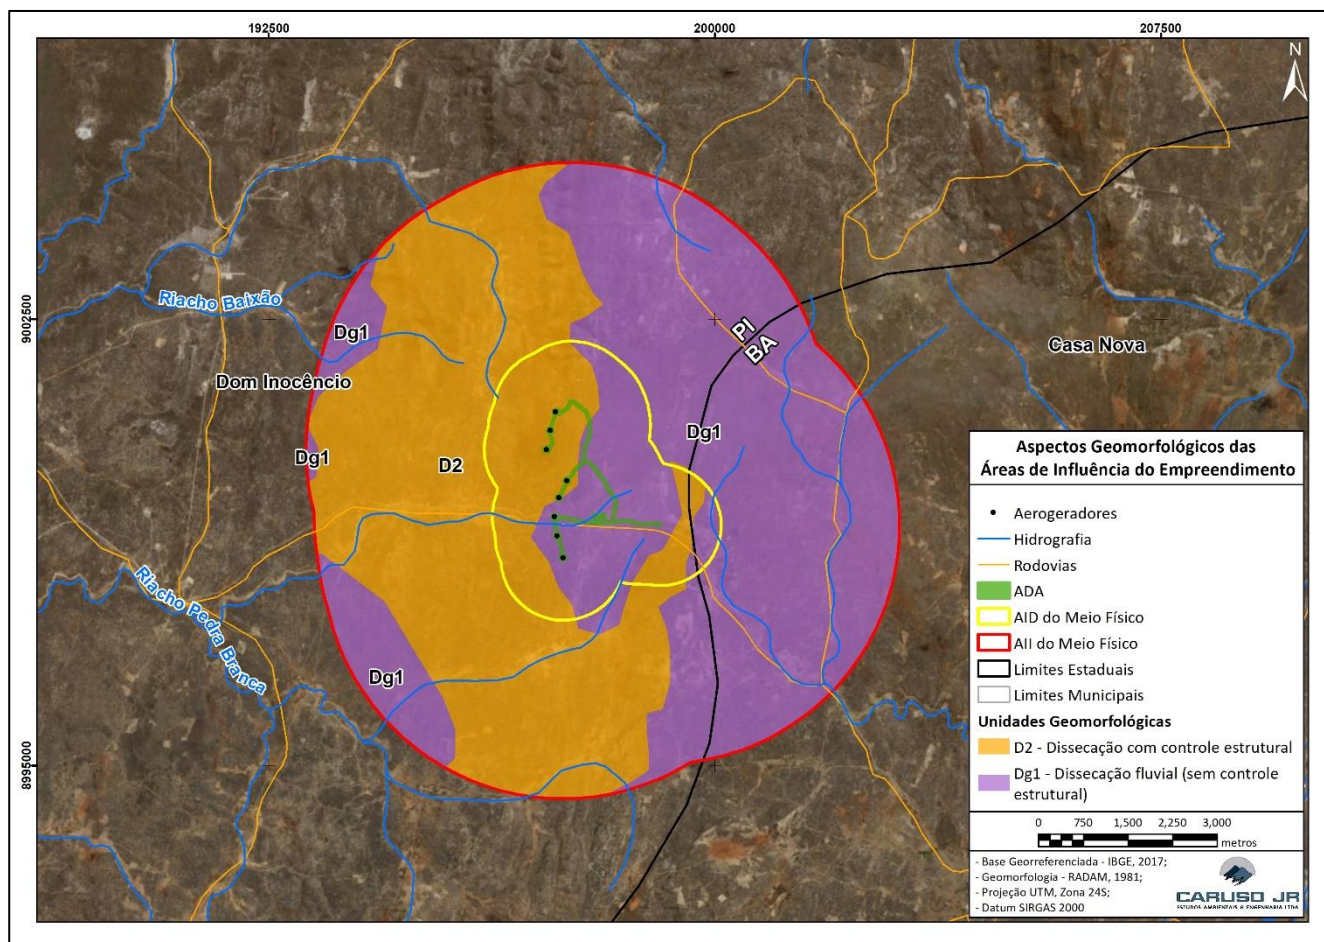 192500
200000
207500
N
9002500
Riacho Baixão
Dg1
PI
BA
Casa Nova
Dom Inocêncio
Dg1
D2
Dg1
Riacho Pedra Branca
Dg1
8995000
Aspectos Geomorfológicos das
Áreas de Influência do Empreendimento
Aerogeradores
Hidrografia
Rodovias
ADA
AID do Meio Físico
AII do Meio Físico
Limites Estaduais
Limites Municipais
Unidades Geomorfológicas
D2 - Dissecação com controle estrutural
Dg1 - Dissecação fluvial (sem controle
estrutural)
0 750 1,500 2,250 3,000
metros
- Base Georreferenciada - IBGE, 2017;
- Geomorfologia - RADAM, 1981;
- Projeção UTM, Zona 24S;
- Datum SIRGAS 2000
CARUSO JR
ESTUDOS AMBIENTAIS & ENGENHARIA LTDA